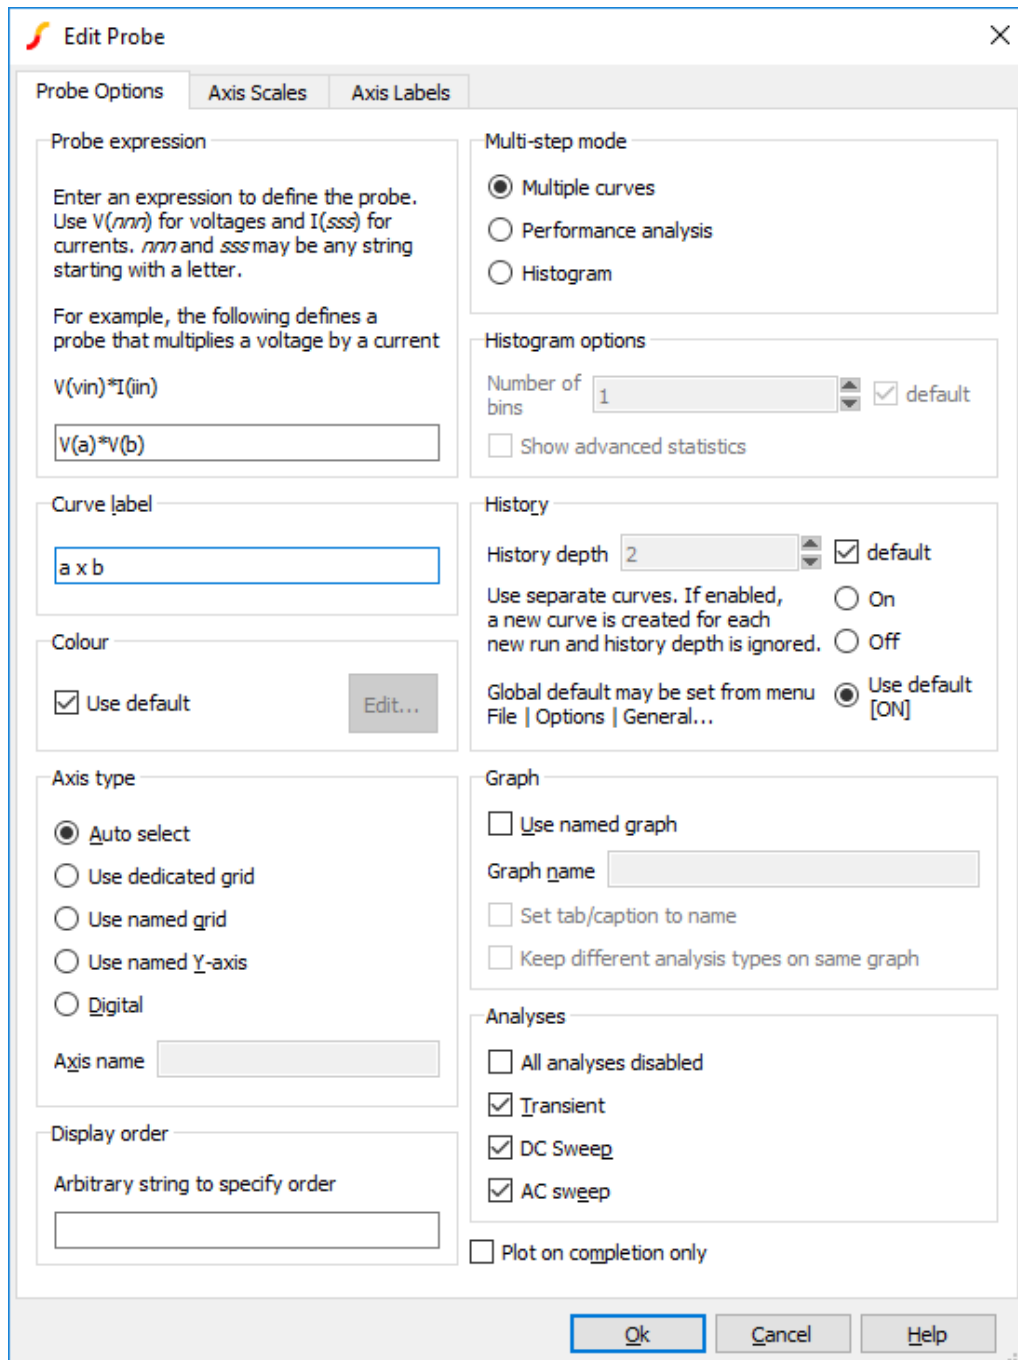 Edit Probe
Probe Options
Axis Scales
Axis Labels
Probe expression
Enter an expression to define the probe.
Use V(nnn) for voltages and I(sss) for
currents. nnn and sss may be any string
starting with a letter.
For example, the following defines a
probe that multiplies a voltage by a current
V(vin)*I(iin)
V(a)*V(b)
Curve label
a x b
Colour
Use default
Edit...
Axis type
Auto select
Use dedicated grid
Use named grid
Use named Y-axis
Digital
Axis name
Display order
Arbitrary string to specify order
Multi-step mode
Multiple curves
Performance analysis
Histogram
Histogram options
Number of
bins
1
default
Show advanced statistics
History
History depth
2
default
Use separate curves. If enabled,
a new curve is created for each
new run and history depth is ignored.
On
Off
Global default may be set from menu
File | Options | General...
Use default
[ON]
Graph
Use named graph
Graph name
Set tab/caption to name
Keep different analysis types on same graph
Analyses
All analyses disabled
Transient
DC Sweep
AC sweep
Plot on completion only
Ok
Cancel
Help